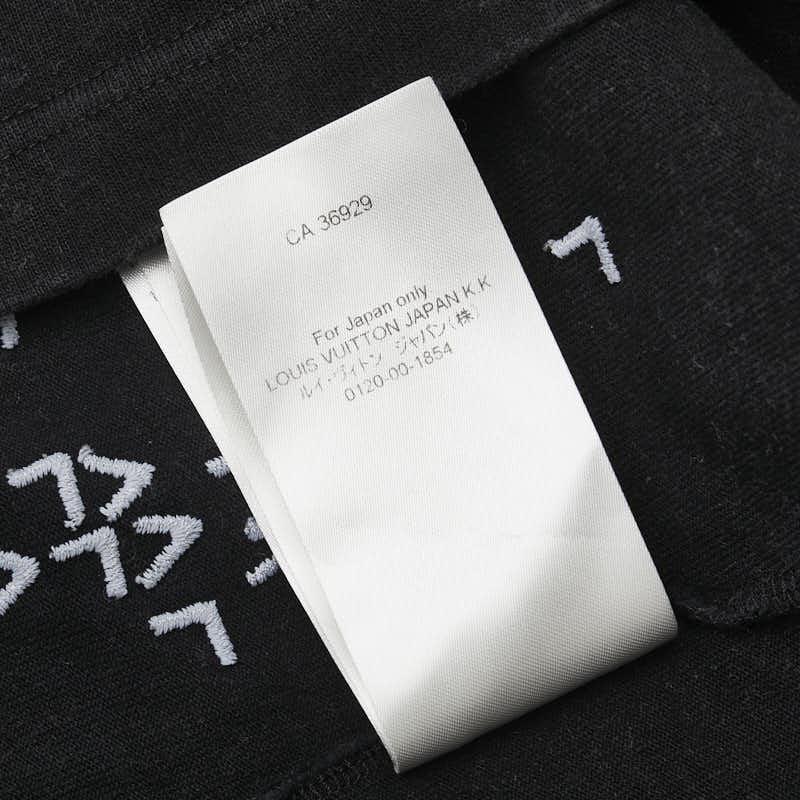 CA 36929
For Japan only
LOUIS VUITTON JAPAN K.K
ルイ・ヴィトン ジャパン(株)
0120-00-1854